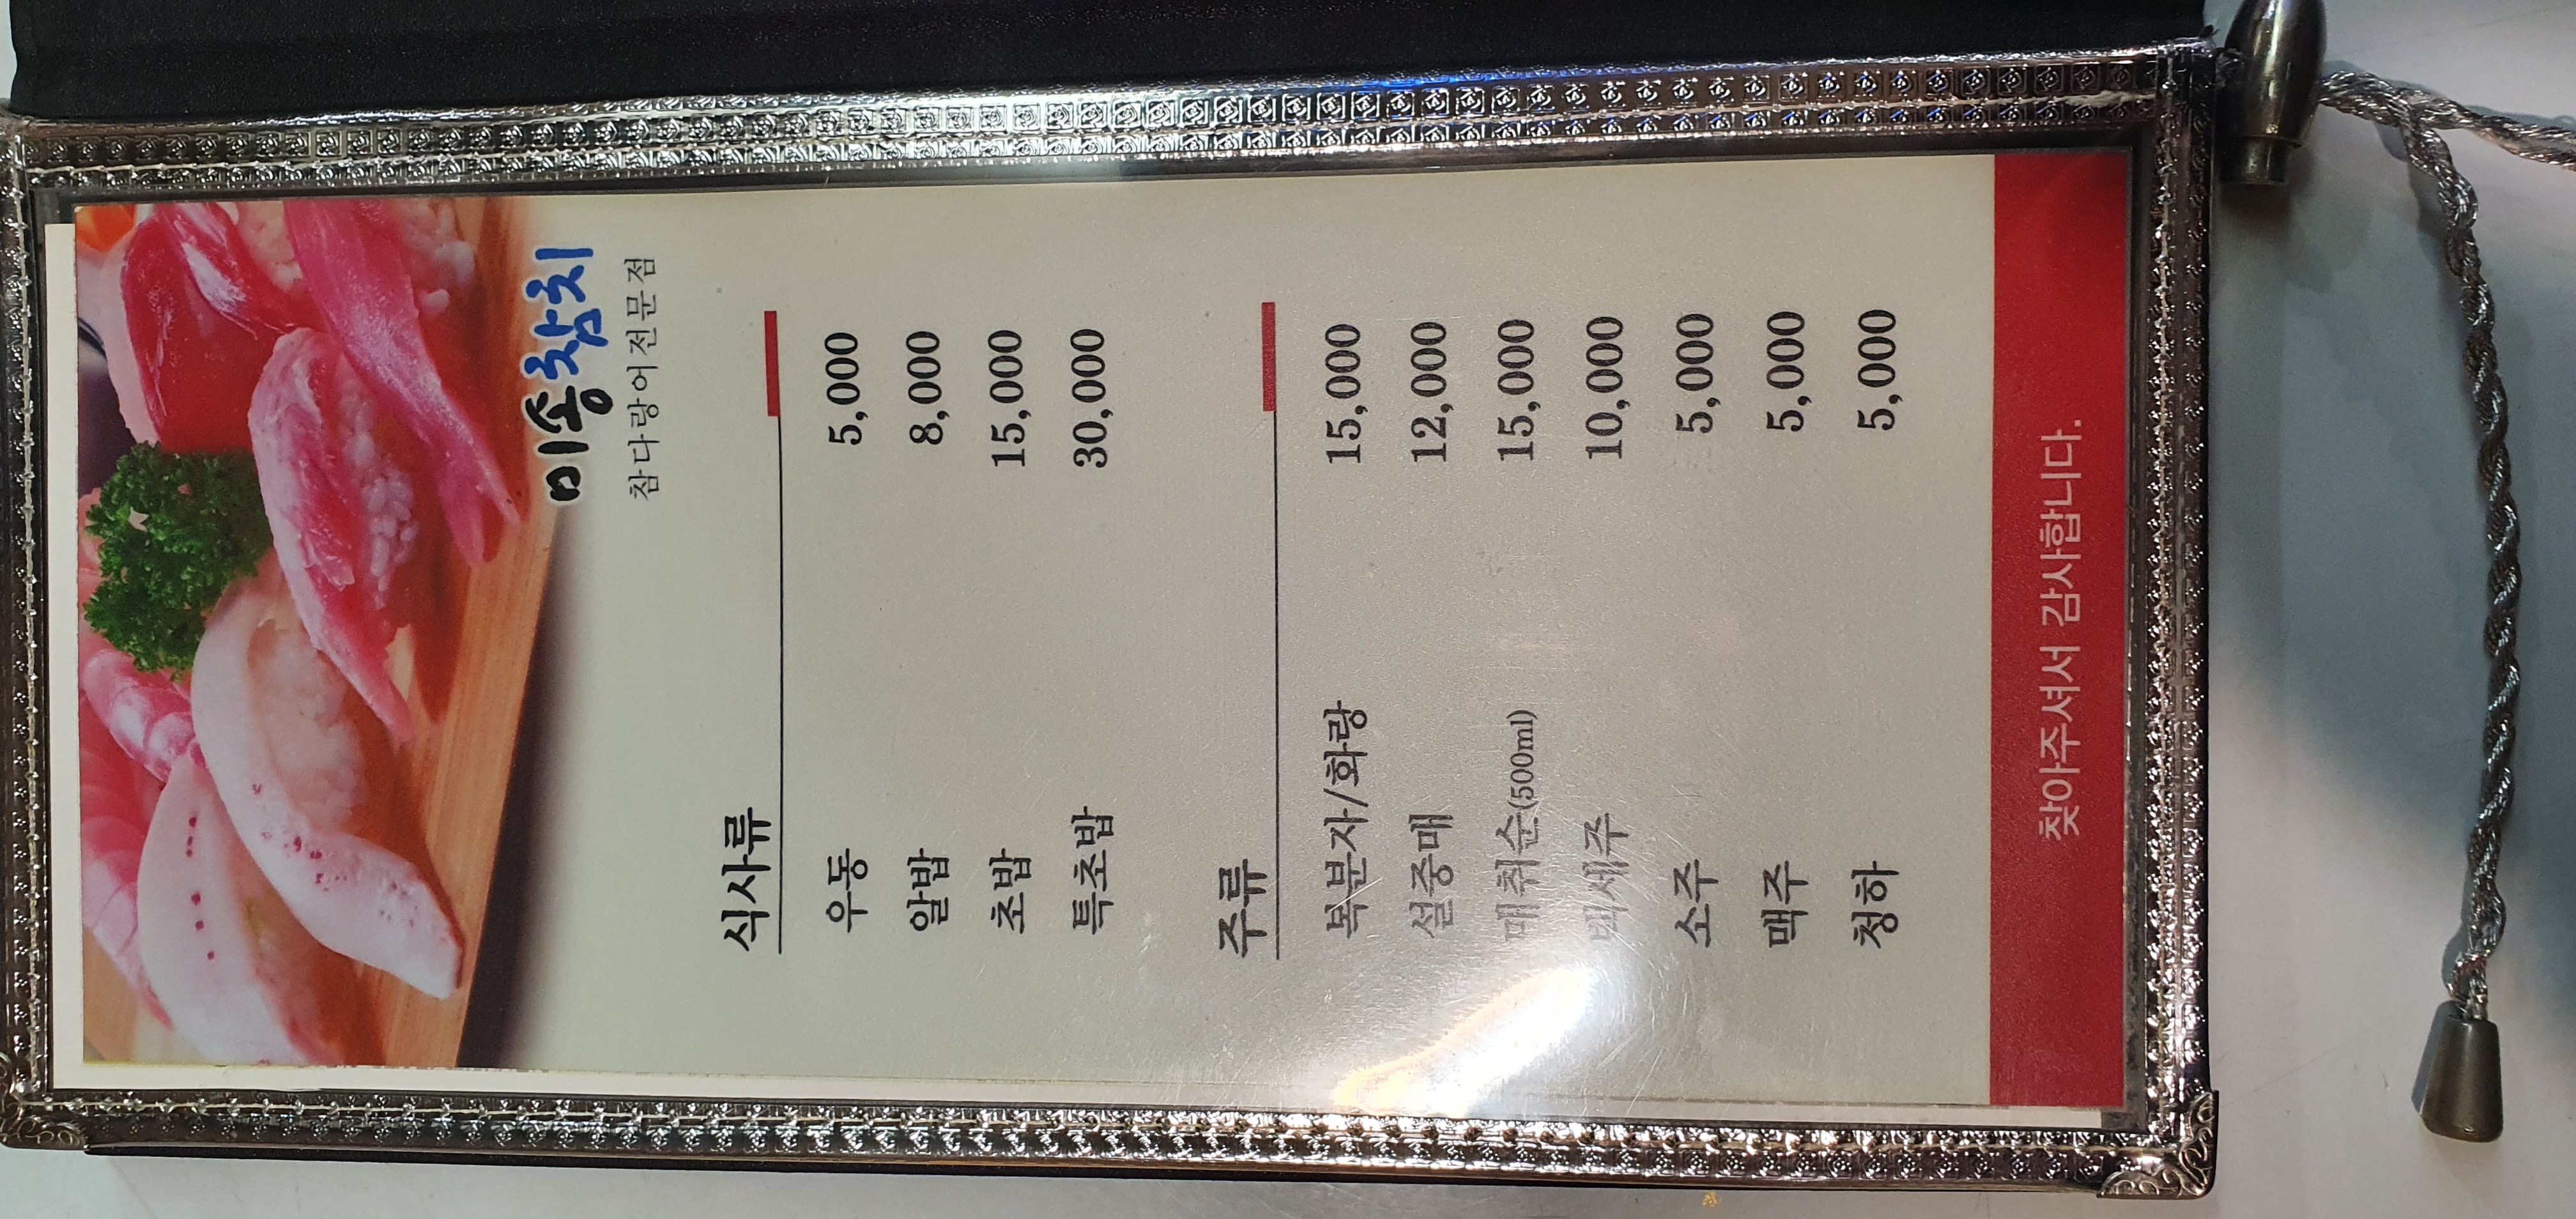 미송참치
참다랑어전문점
식사류
우동 5,000
알밥 8,000
초밥 15,000
특초밥 30,000
주류
복분자/화랑 15,000
설중매 12,000
매취순(500ml) 15,000
백세주 10,000
소주 5,000
맥주 5,000
청하 5,000
찾아주셔서 감사합니다.